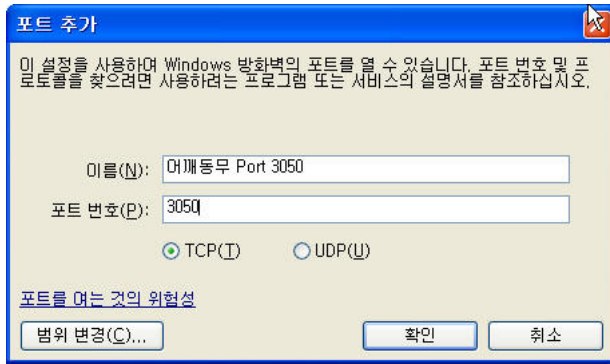 포트 추가
이 설정을 사용하여 Windows 방화벽의 포트를 열 수 있습니다. 포트 번호 및 프
로토콜을 찾으려면 사용하려는 프로그램 또는 서비스의 설명서를 참조하십시오.
이름(N): 어깨동무 Port 3050
포트 번호(P): 3050
TCP(T) UDP(U)
포트를 여는 것의 위험성
범위 변경(C)... 확인 취소